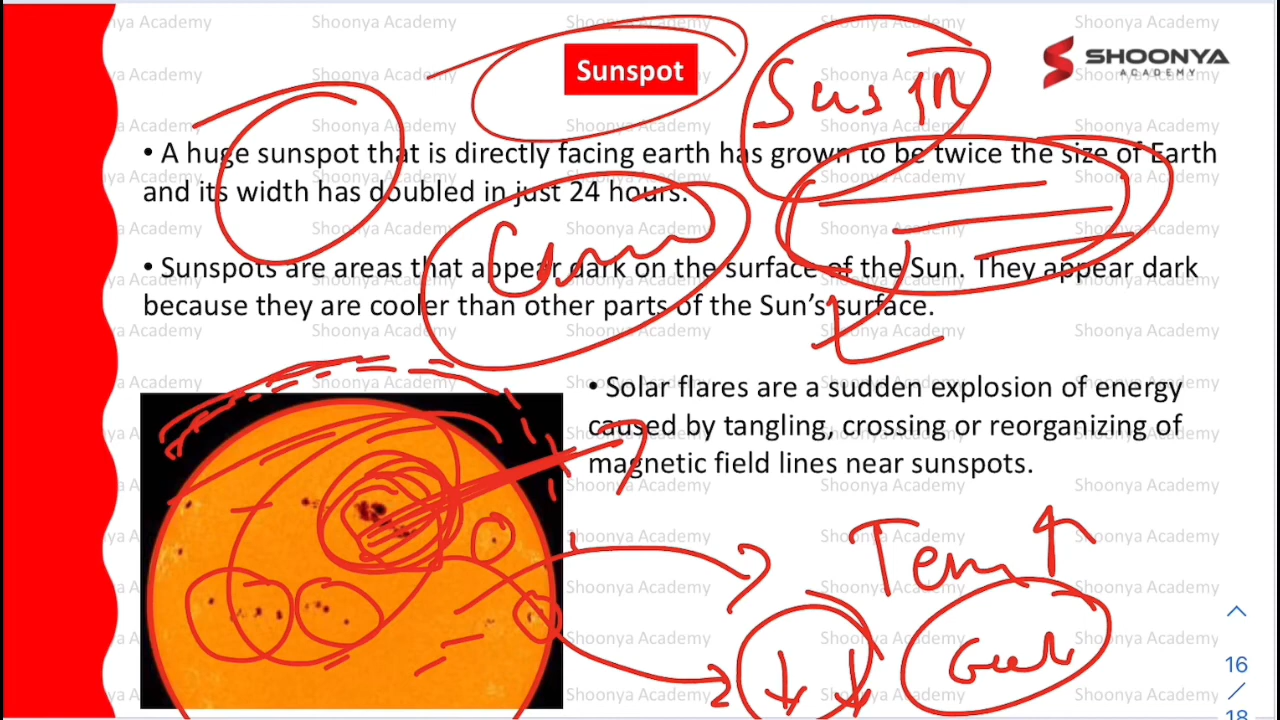 Sunspot
SHOONYA
ACADEMY
• A huge sunspot that is directly facing earth has grown to be twice the size of Earth
and its width has doubled in just 24 hours.
• Sunspots are areas that appear dark on the surface of the Sun. They appear dark
because they are cooler than other parts of the Sun's surface.
• Solar flares are a sudden explosion of energy
caused by tangling, crossing or reorganizing of
magnetic field lines near sunspots.
Tem
16
/
18
Shoonya Academy